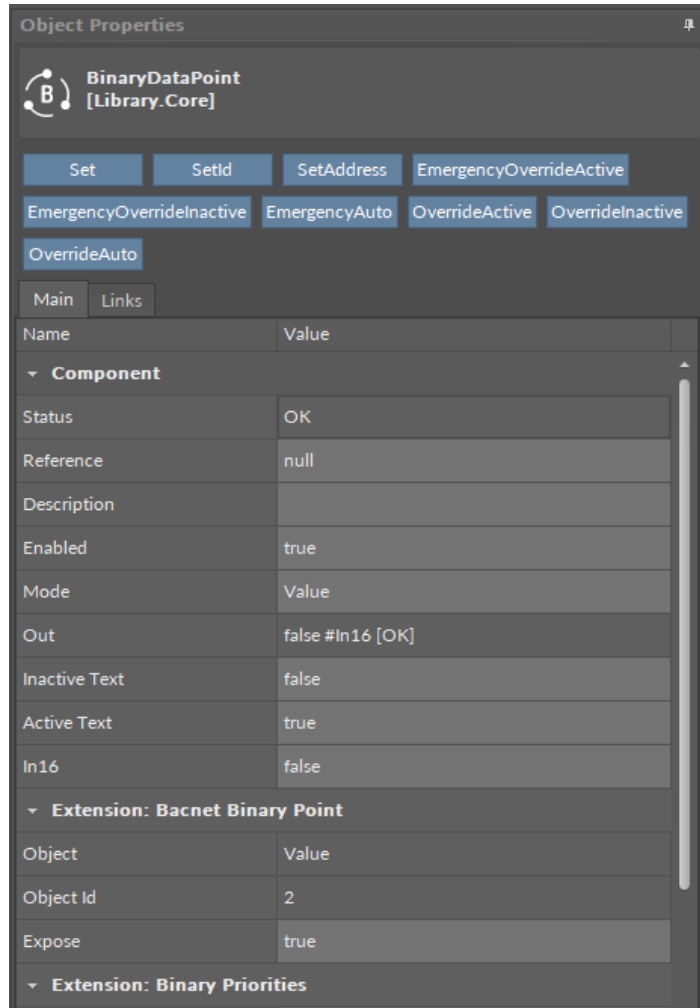 Object Properties
BinaryDataPoint
[Library.Core]
B
Set SetId SetAddress EmergencyOverrideActive
EmergencyOverrideInactive EmergencyAuto OverrideActive OverrideInactive
OverrideAuto
Main Links
Name Value
Component
Status OK
Reference null
Description
Enabled true
Mode Value
Out false #In16 [OK]
Inactive Text false
Active Text true
In16 false
Extension: Bacnet Binary Point
Object Value
Object Id 2
Expose true
Extension: Binary Priorities